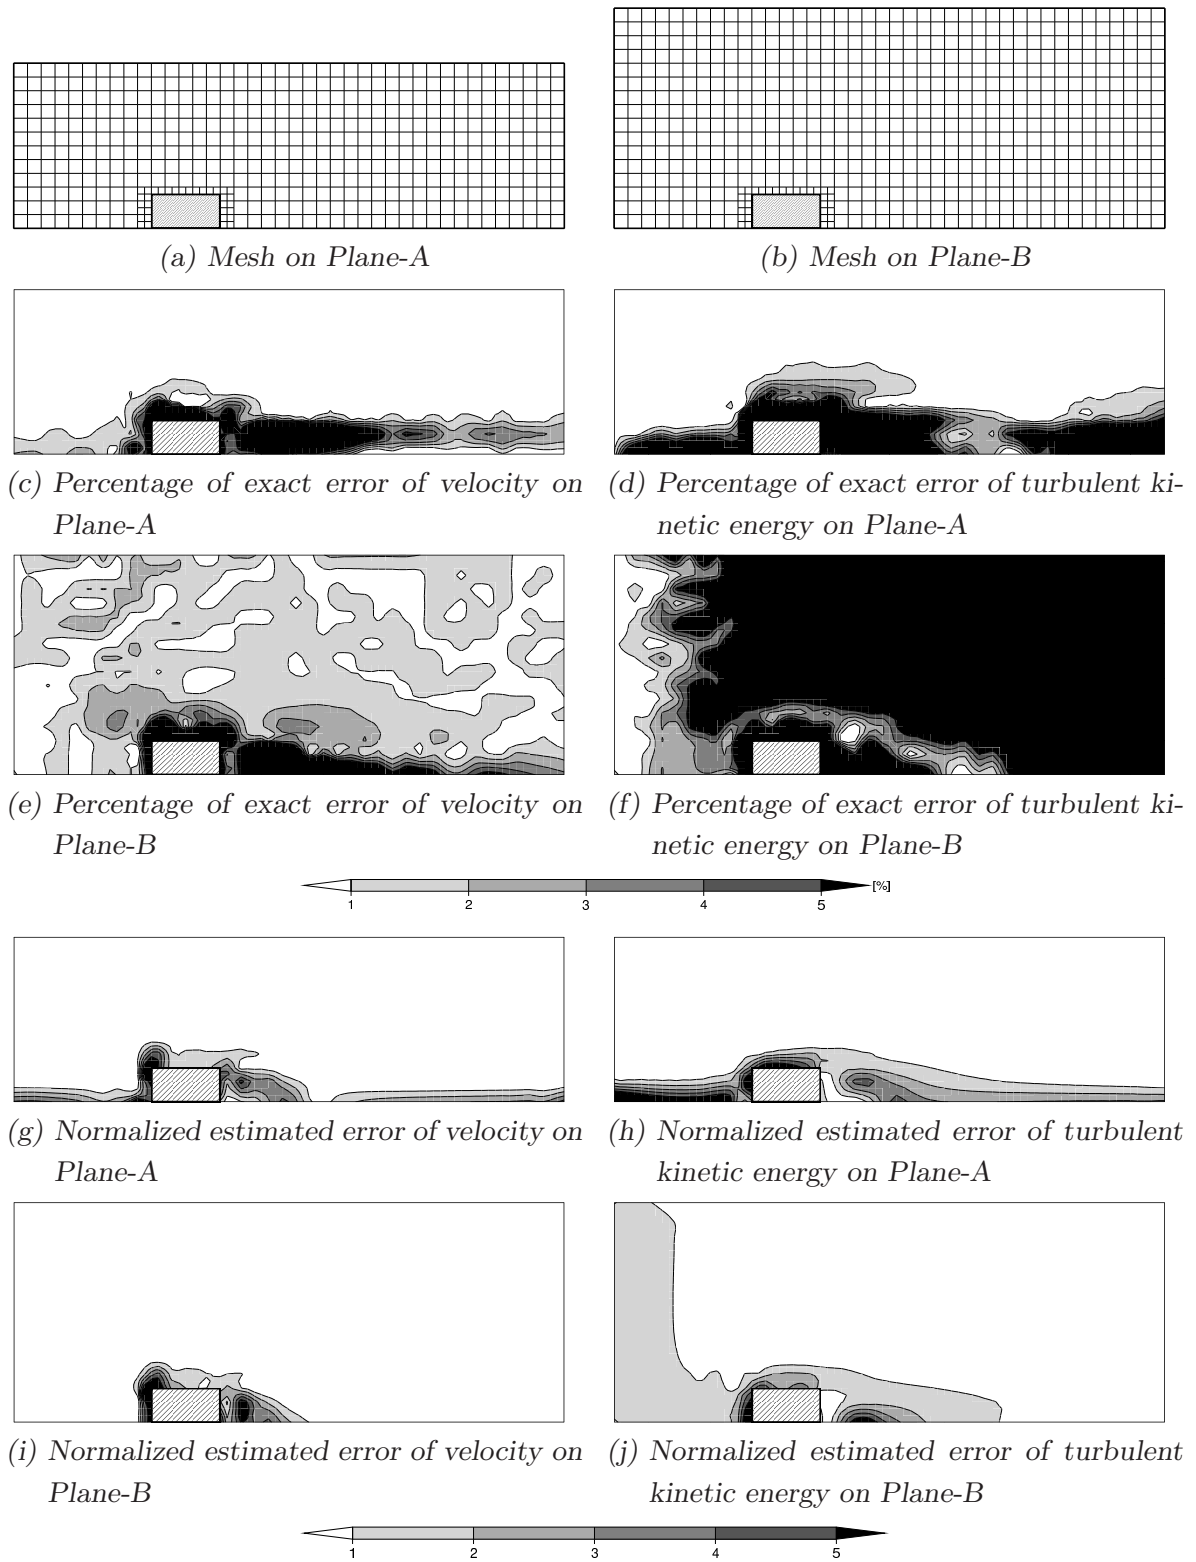 (a) Mesh on Plane-A
(b) Mesh on Plane-B
(c) Percentage of exact error of velocity on
Plane-A
(d) Percentage of exact error of turbulent ki-
netic energy on Plane-A
(e) Percentage of exact error of velocity on
Plane-B
(f) Percentage of exact error of turbulent ki-
netic energy on Plane-B
1 2 3 4 5 [%]
(g) Normalized estimated error of velocity on
Plane-A
(h) Normalized estimated error of turbulent
kinetic energy on Plane-A
(i) Normalized estimated error of velocity on
Plane-B
(j) Normalized estimated error of turbulent
kinetic energy on Plane-B
1 2 3 4 5